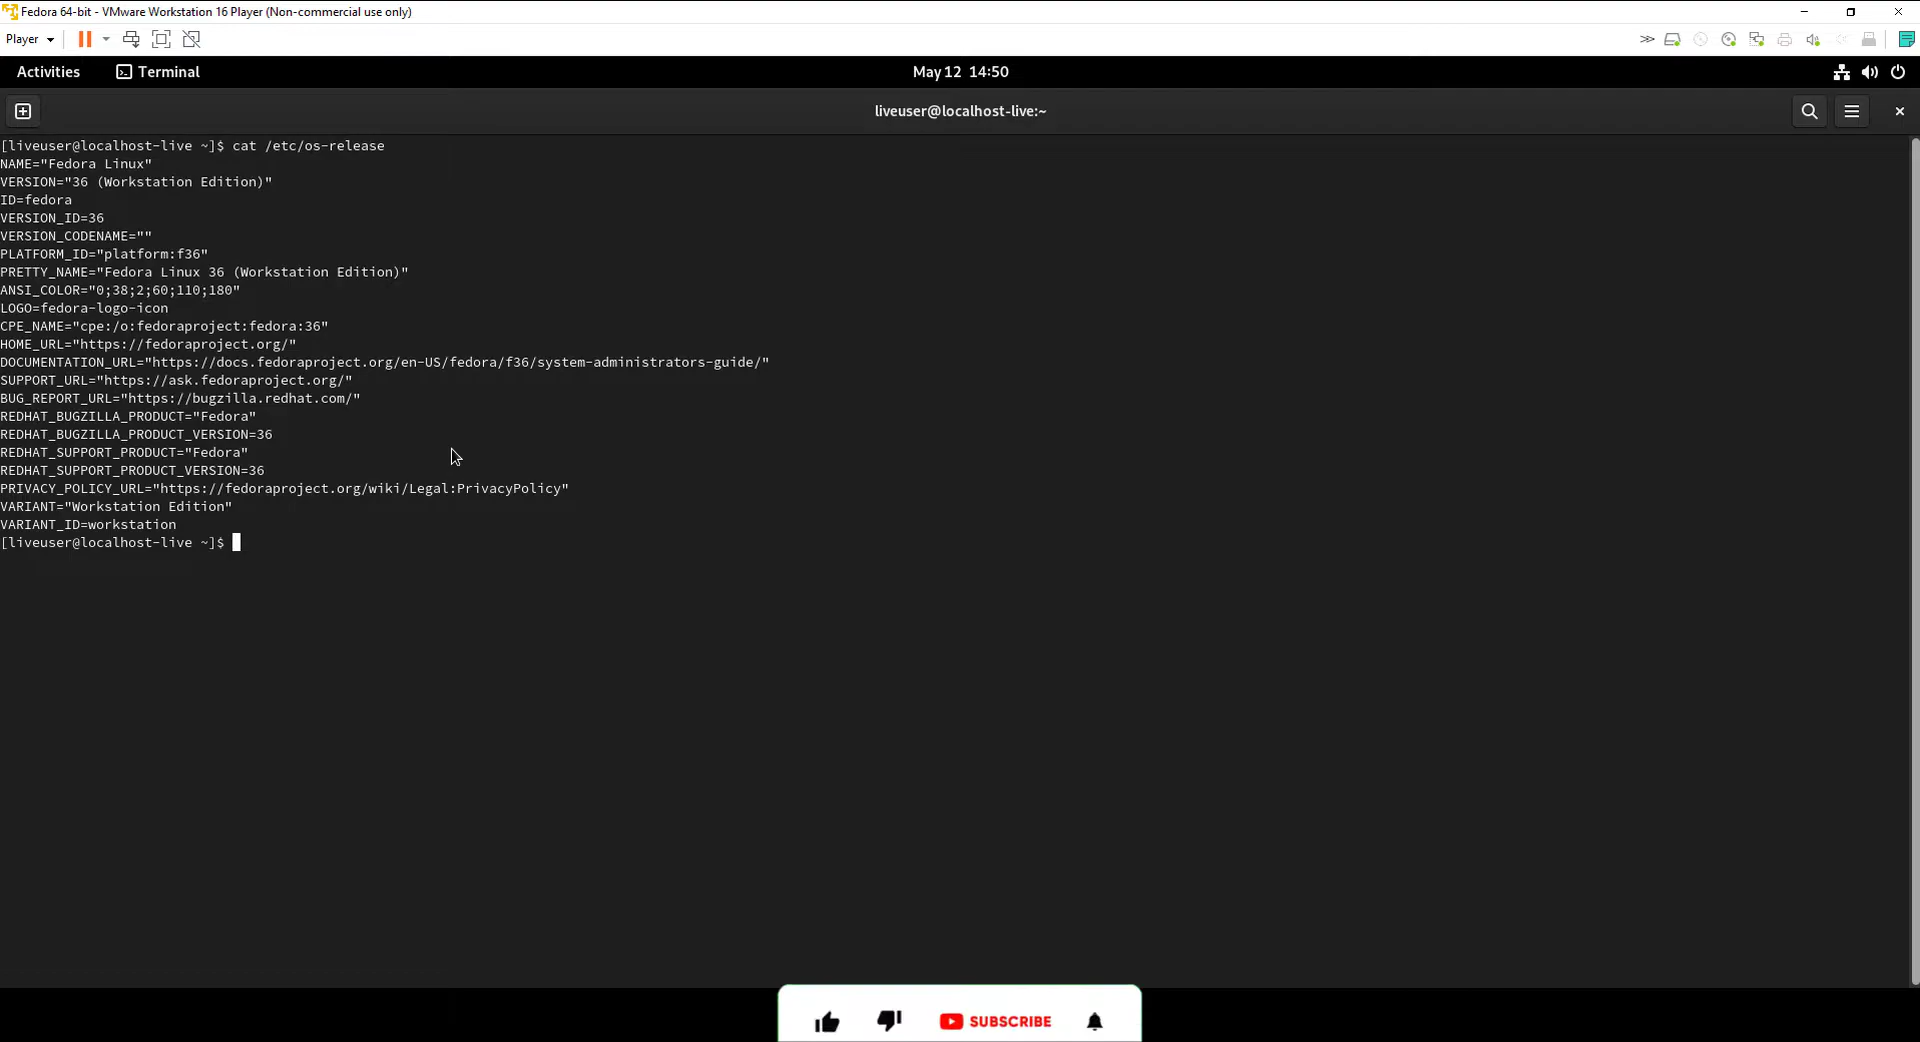 Fedora 64-bit - VMware Workstation 16 Player (Non-commercial use only)
Player
Activities Terminal May 12 14:50
liveuser@localhost-live:~
[liveuser@localhost-live ~]$ cat /etc/os-release
NAME="Fedora Linux"
VERSION="36 (Workstation Edition)"
ID=fedora
VERSION_ID=36
VERSION_CODENAME=""
PLATFORM_ID="platform:f36"
PRETTY_NAME="Fedora Linux 36 (Workstation Edition)"
ANSI_COLOR="0;38;2;60;110;180"
LOGO=fedora-logo-icon
CPE_NAME="cpe:/o:fedoraproject:fedora:36"
HOME_URL="https://fedoraproject.org/"
DOCUMENTATION_URL="https://docs.fedoraproject.org/en-US/fedora/f36/system-administrators-guide/"
SUPPORT_URL="https://ask.fedoraproject.org/"
BUG_REPORT_URL="https://bugzilla.redhat.com/"
REDHAT_BUGZILLA_PRODUCT="Fedora"
REDHAT_BUGZILLA_PRODUCT_VERSION=36
REDHAT_SUPPORT_PRODUCT="Fedora"
REDHAT_SUPPORT_PRODUCT_VERSION=36
PRIVACY_POLICY_URL="https://fedoraproject.org/wiki/Legal:PrivacyPolicy"
VARIANT="Workstation Edition"
VARIANT_ID=workstation
[liveuser@localhost-live ~]$
SUBSCRIBE